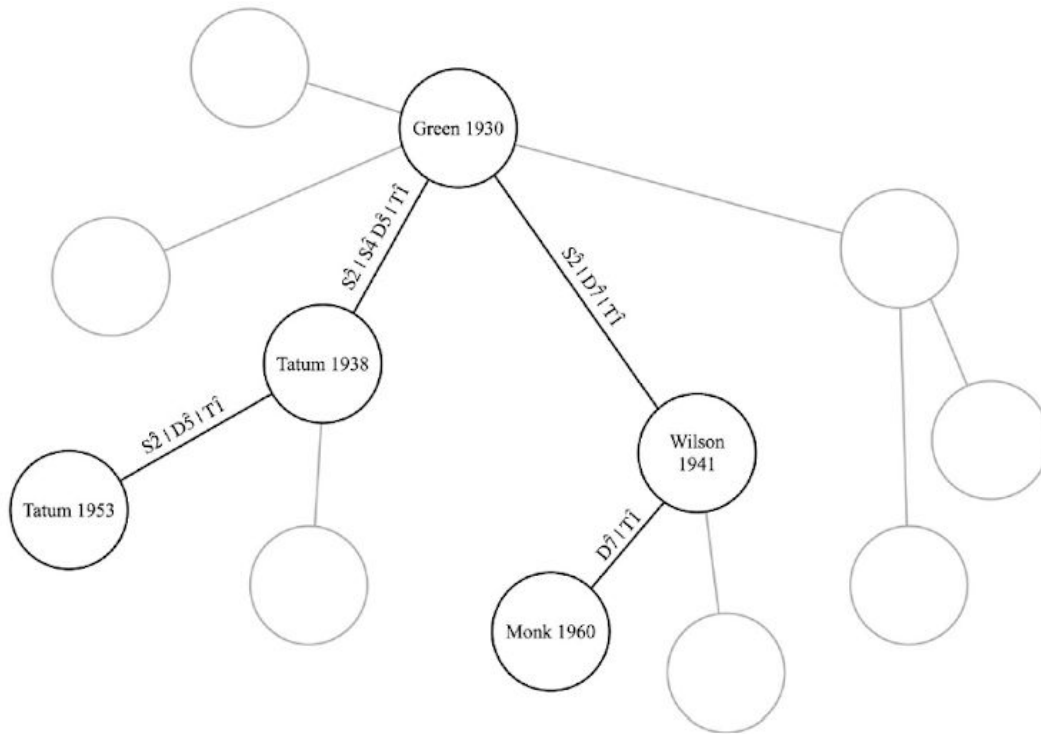 Green 1930
S2̂ | S4̂ D5̂ | T1̂
S2̂ | D7̂ | T1̂
Tatum 1938
S2̂ | D5̂ | T1̂
Wilson
1941
Tatum 1953
D7̂ | T1̂
Monk 1960